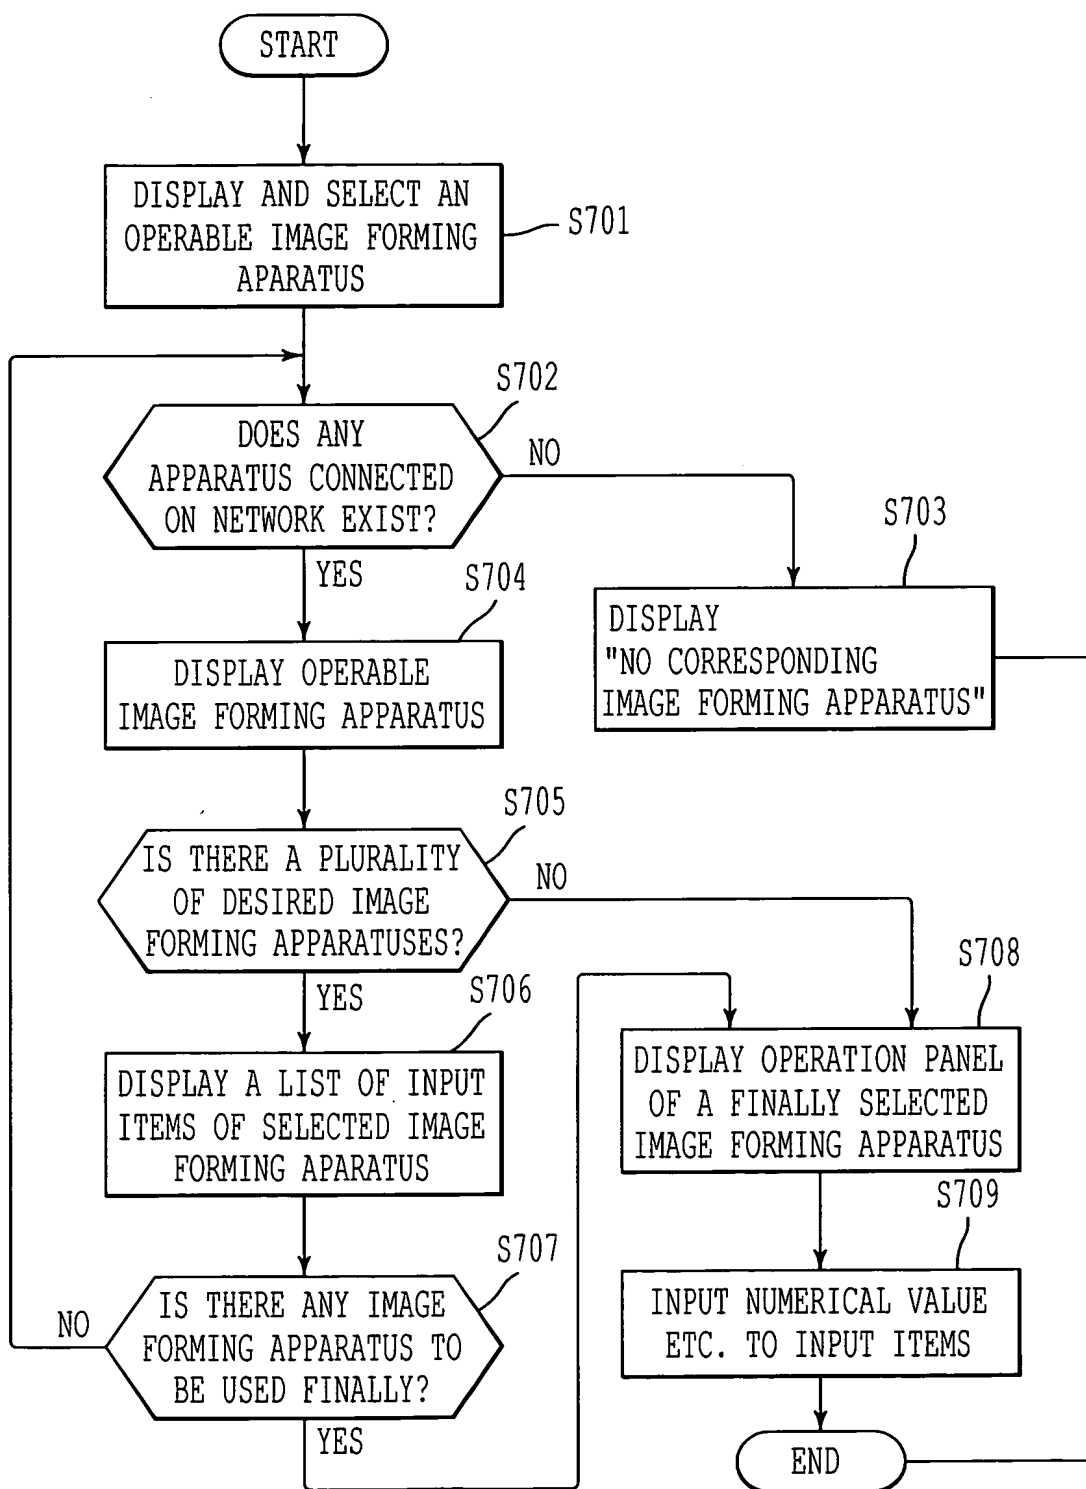 START
DISPLAY AND SELECT AN
OPERABLE IMAGE FORMING
APARATUS
S701
S702
DOES ANY
APPARATUS CONNECTED
ON NETWORK EXIST?
NO
YES
S703
DISPLAY
"NO CORRESPONDING
IMAGE FORMING APPARATUS"
S704
DISPLAY OPERABLE
IMAGE FORMING APPARATUS
S705
IS THERE A PLURALITY
OF DESIRED IMAGE
FORMING APPARATUSES?
NO
YES
S706
DISPLAY A LIST OF INPUT
ITEMS OF SELECTED IMAGE
FORMING APARATUS
S707
IS THERE ANY IMAGE
FORMING APPARATUS TO
BE USED FINALLY?
NO
YES
S708
DISPLAY OPERATION PANEL
OF A FINALLY SELECTED
IMAGE FORMING APPARATUS
S709
INPUT NUMERICAL VALUE
ETC. TO INPUT ITEMS
END